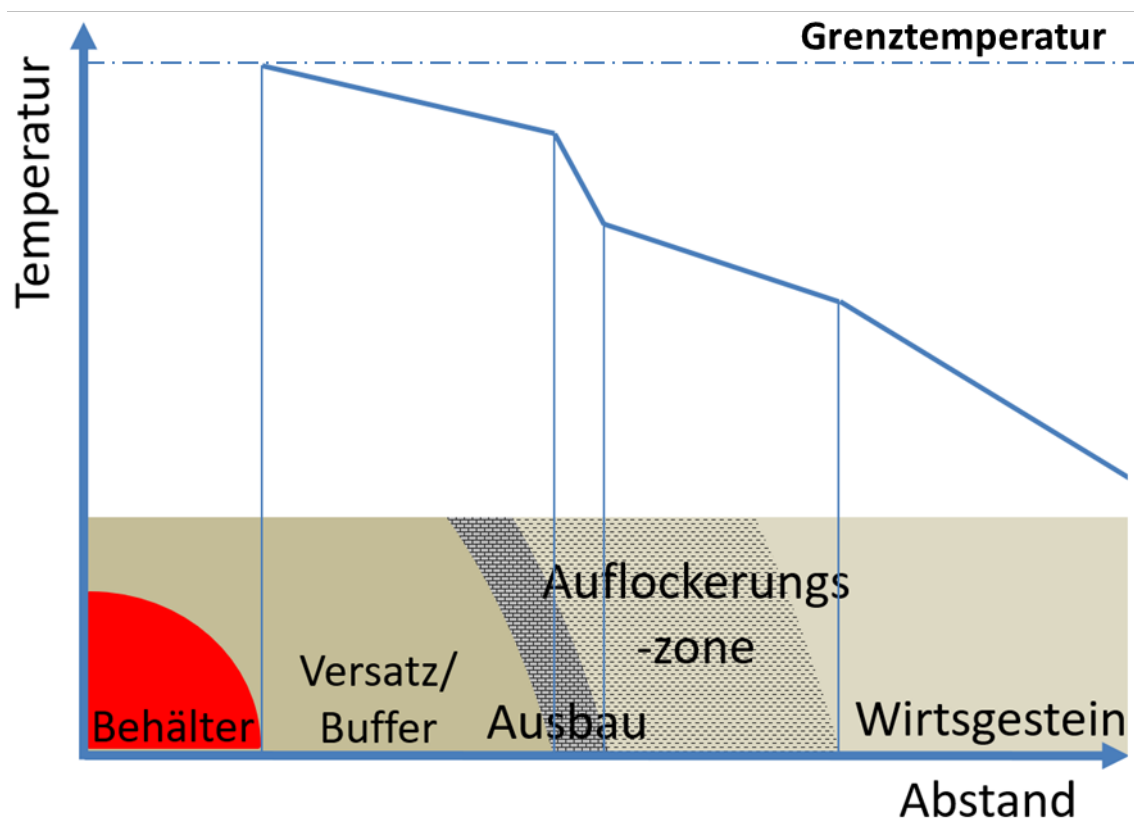 Grenztemperatur
Temperatur
Auflockerungs
-zone
Versatz/
Buffer
Behälter
Ausbau
Wirtsgestein
Abstand